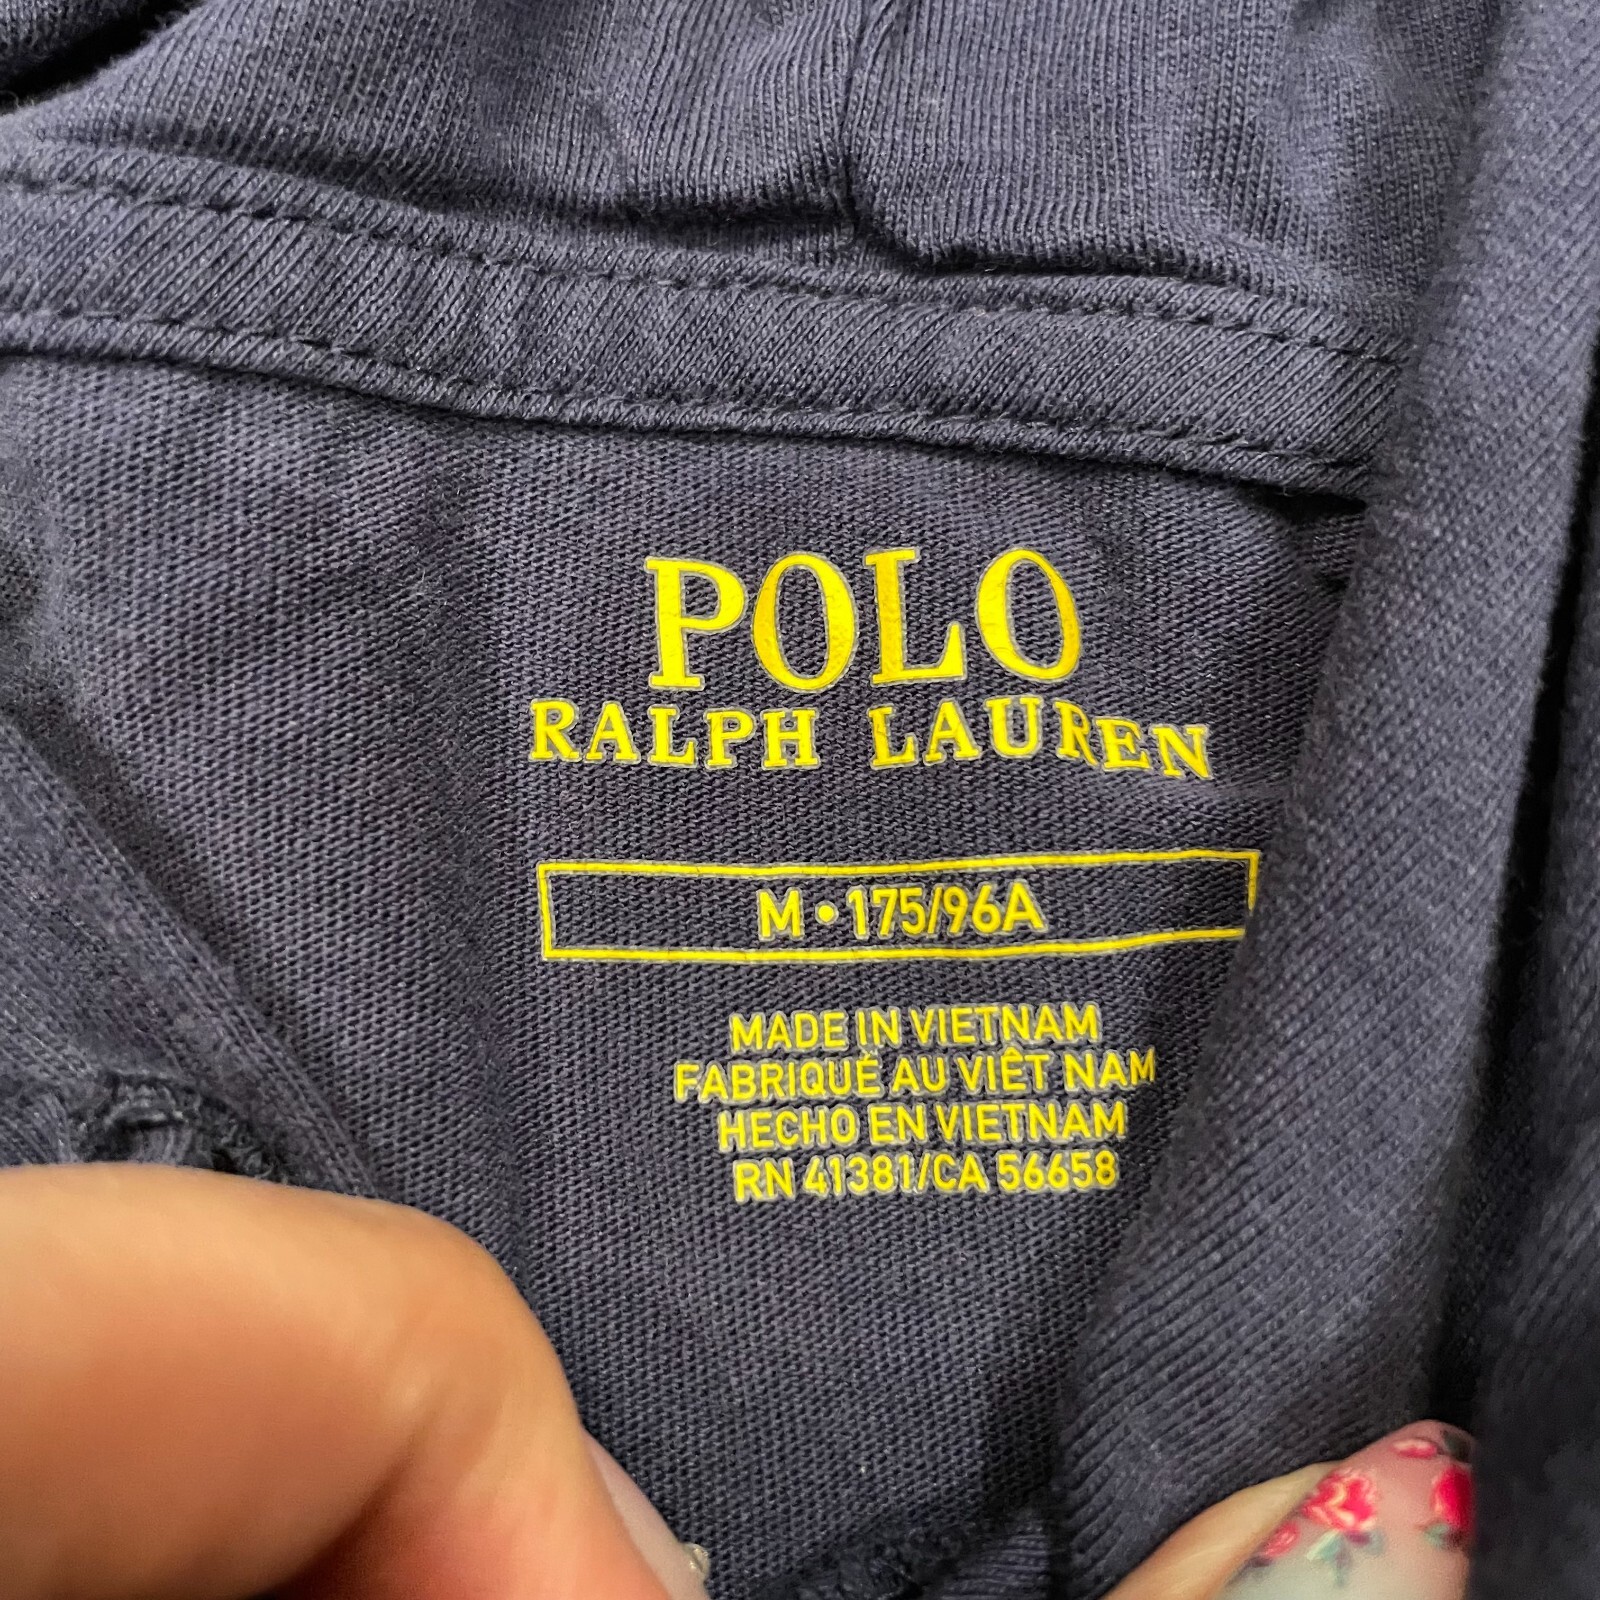 POLO
RALPH LAUREN
M • 175/96A
MADE IN VIETNAM
FABRIQUÉ AU VIÊT NAM
HECHO EN VIETNAM
RN 41381/CA 56658